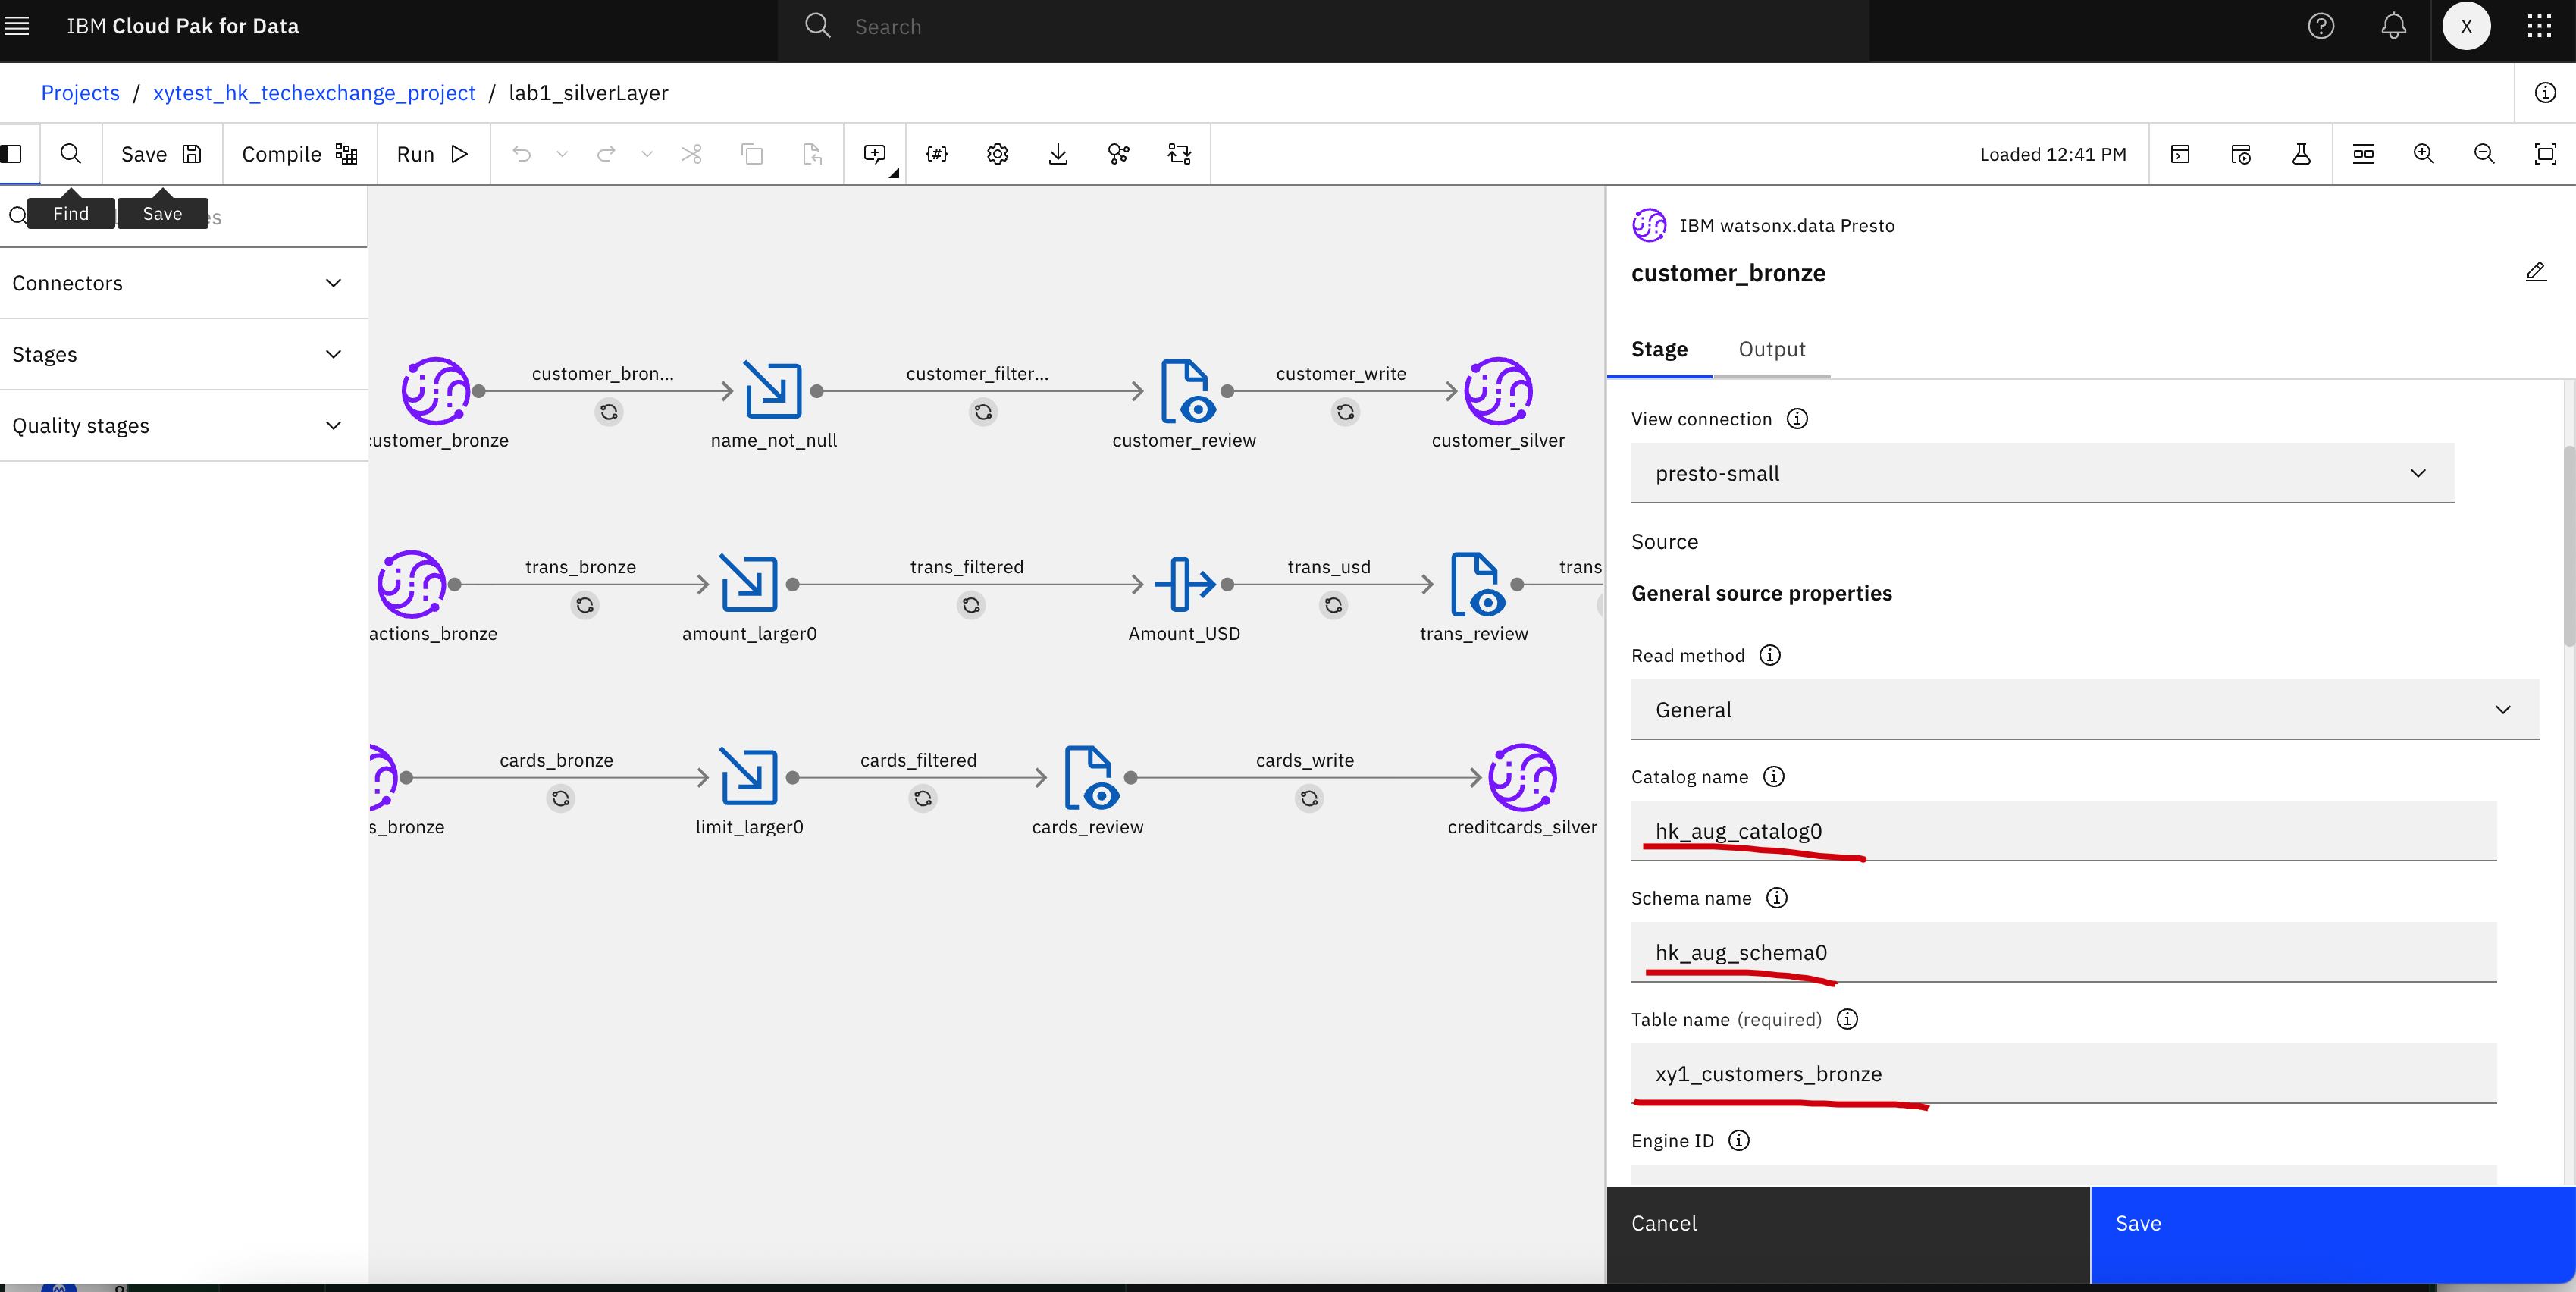 IBM Cloud Pak for Data
Search
X
Projects / xytest_hk_techexchange_project / lab1_silverLayer
Save
Compile
Run
Loaded 12:41 PM
Find
Save
Connectors
Stages
Quality stages
customer_bron...
customer_filter...
customer_write
customer_bronze
name_not_null
customer_review
customer_silver
trans_bronze
trans_filtered
trans_usd
trans
actions_bronze
amount_larger0
Amount_USD
trans_review
cards_bronze
cards_filtered
cards_write
s_bronze
limit_larger0
cards_review
creditcards_silver
IBM watsonx.data Presto
customer_bronze
Stage
Output
View connection
presto-small
Source
General source properties
Read method
General
Catalog name
hk_aug_catalog0
Schema name
hk_aug_schema0
Table name (required)
xy1_customers_bronze
Engine ID
Cancel
Save